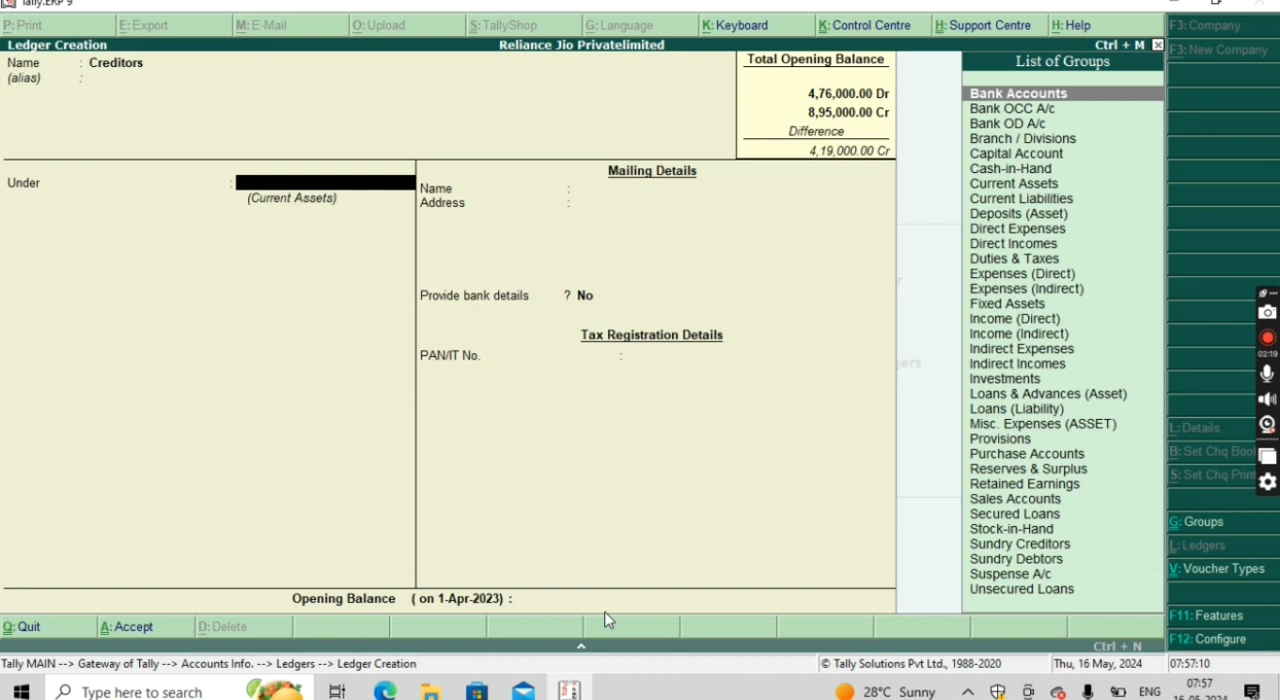 Tally.ERP 9
P: Print E: Export M: E-Mail O: Upload S: TallyShop G: Language K: Keyboard K: Control Centre H: Support Centre H: Help F3: Company
Ledger Creation Reliance Jio Privatelimited Ctrl + M
F3: New Company
Name : Creditors
(alias) :
Total Opening Balance
4,76,000.00 Dr
8,95,000.00 Cr
Difference
4,19,000.00 Cr
Under :
(Current Assets)
Mailing Details
Name :
Address :
Provide bank details ? No
Tax Registration Details
PAN/IT No. :
Opening Balance ( on 1-Apr-2023) :
List of Groups
Bank Accounts
Bank OCC A/c
Bank OD A/c
Branch / Divisions
Capital Account
Cash-in-Hand
Current Assets
Current Liabilities
Deposits (Asset)
Direct Expenses
Direct Incomes
Duties & Taxes
Expenses (Direct)
Expenses (Indirect)
Fixed Assets
Income (Direct)
Income (Indirect)
Indirect Expenses
Indirect Incomes
Investments
Loans & Advances (Asset)
Loans (Liability)
Misc. Expenses (ASSET)
Provisions
Purchase Accounts
Reserves & Surplus
Retained Earnings
Sales Accounts
Secured Loans
Stock-in-Hand
Sundry Creditors
Sundry Debtors
Suspense A/c
Unsecured Loans
02:19
L: Details
B: Set Chq
S: Set Chq
G: Groups
L: Ledgers
V: Voucher Types
F11: Features
F12: Configure
Q: Quit A: Accept D: Delete
Ctrl + N
Tally MAIN --> Gateway of Tally --> Accounts Info. --> Ledgers --> Ledger Creation © Tally Solutions Pvt Ltd., 1988-2020 Thu, 16 May, 2024 07:57:10
Type here to search 28°C Sunny ENG 07:57
16-05-2024